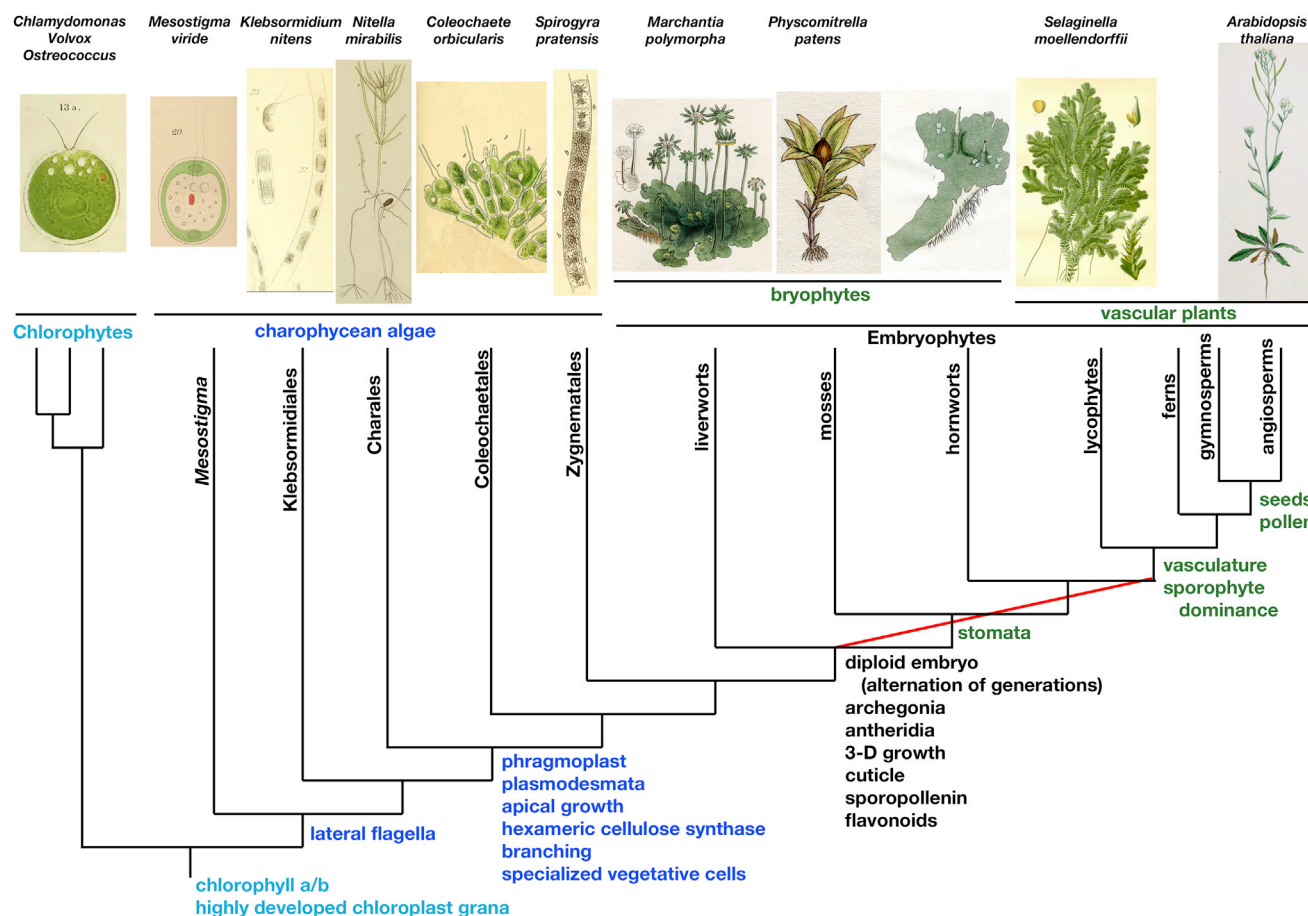 Chlamydomonas
Volvox
Ostreococcus
Mesostigma
viride
Klebsormidium
nitens
Nitella
mirabilis
Coleochaete
orbicularis
Spirogyra
pratensis
Marchantia
polymorpha
Physcomitrella
patens
Selaginella
moellendorffii
Arabidopsis
thaliana
13 a.
20.
23
22
bryophytes
vascular plants
Chlorophytes
charophycean algae
Embryophytes
Mesostigma
Klebsormidiales
Charales
Coleochaetales
Zygnematales
liverworts
mosses
hornworts
lycophytes
ferns
gymnosperms
angiosperms
seeds
pollen
vasculature
sporophyte
dominance
stomata
diploid embryo
(alternation of generations)
archegonia
antheridia
3-D growth
cuticle
sporopollenin
flavonoids
phragmoplast
plasmodesmata
apical growth
hexameric cellulose synthase
branching
specialized vegetative cells
lateral flagella
chlorophyll a/b
highly developed chloroplast grana